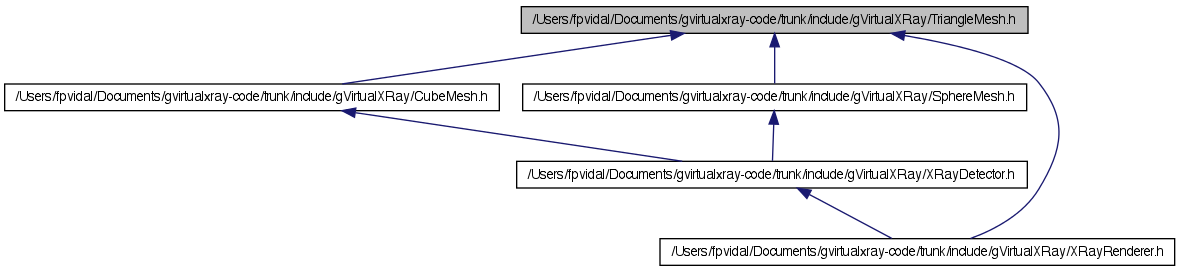 /Users/fpvidal/Documents/gvirtualxray-code/trunk/include/gVirtualXRay/TriangleMesh.h
/Users/fpvidal/Documents/gvirtualxray-code/trunk/include/gVirtualXRay/CubeMesh.h
/Users/fpvidal/Documents/gvirtualxray-code/trunk/include/gVirtualXRay/SphereMesh.h
/Users/fpvidal/Documents/gvirtualxray-code/trunk/include/gVirtualXRay/XRayDetector.h
/Users/fpvidal/Documents/gvirtualxray-code/trunk/include/gVirtualXRay/XRayRenderer.h